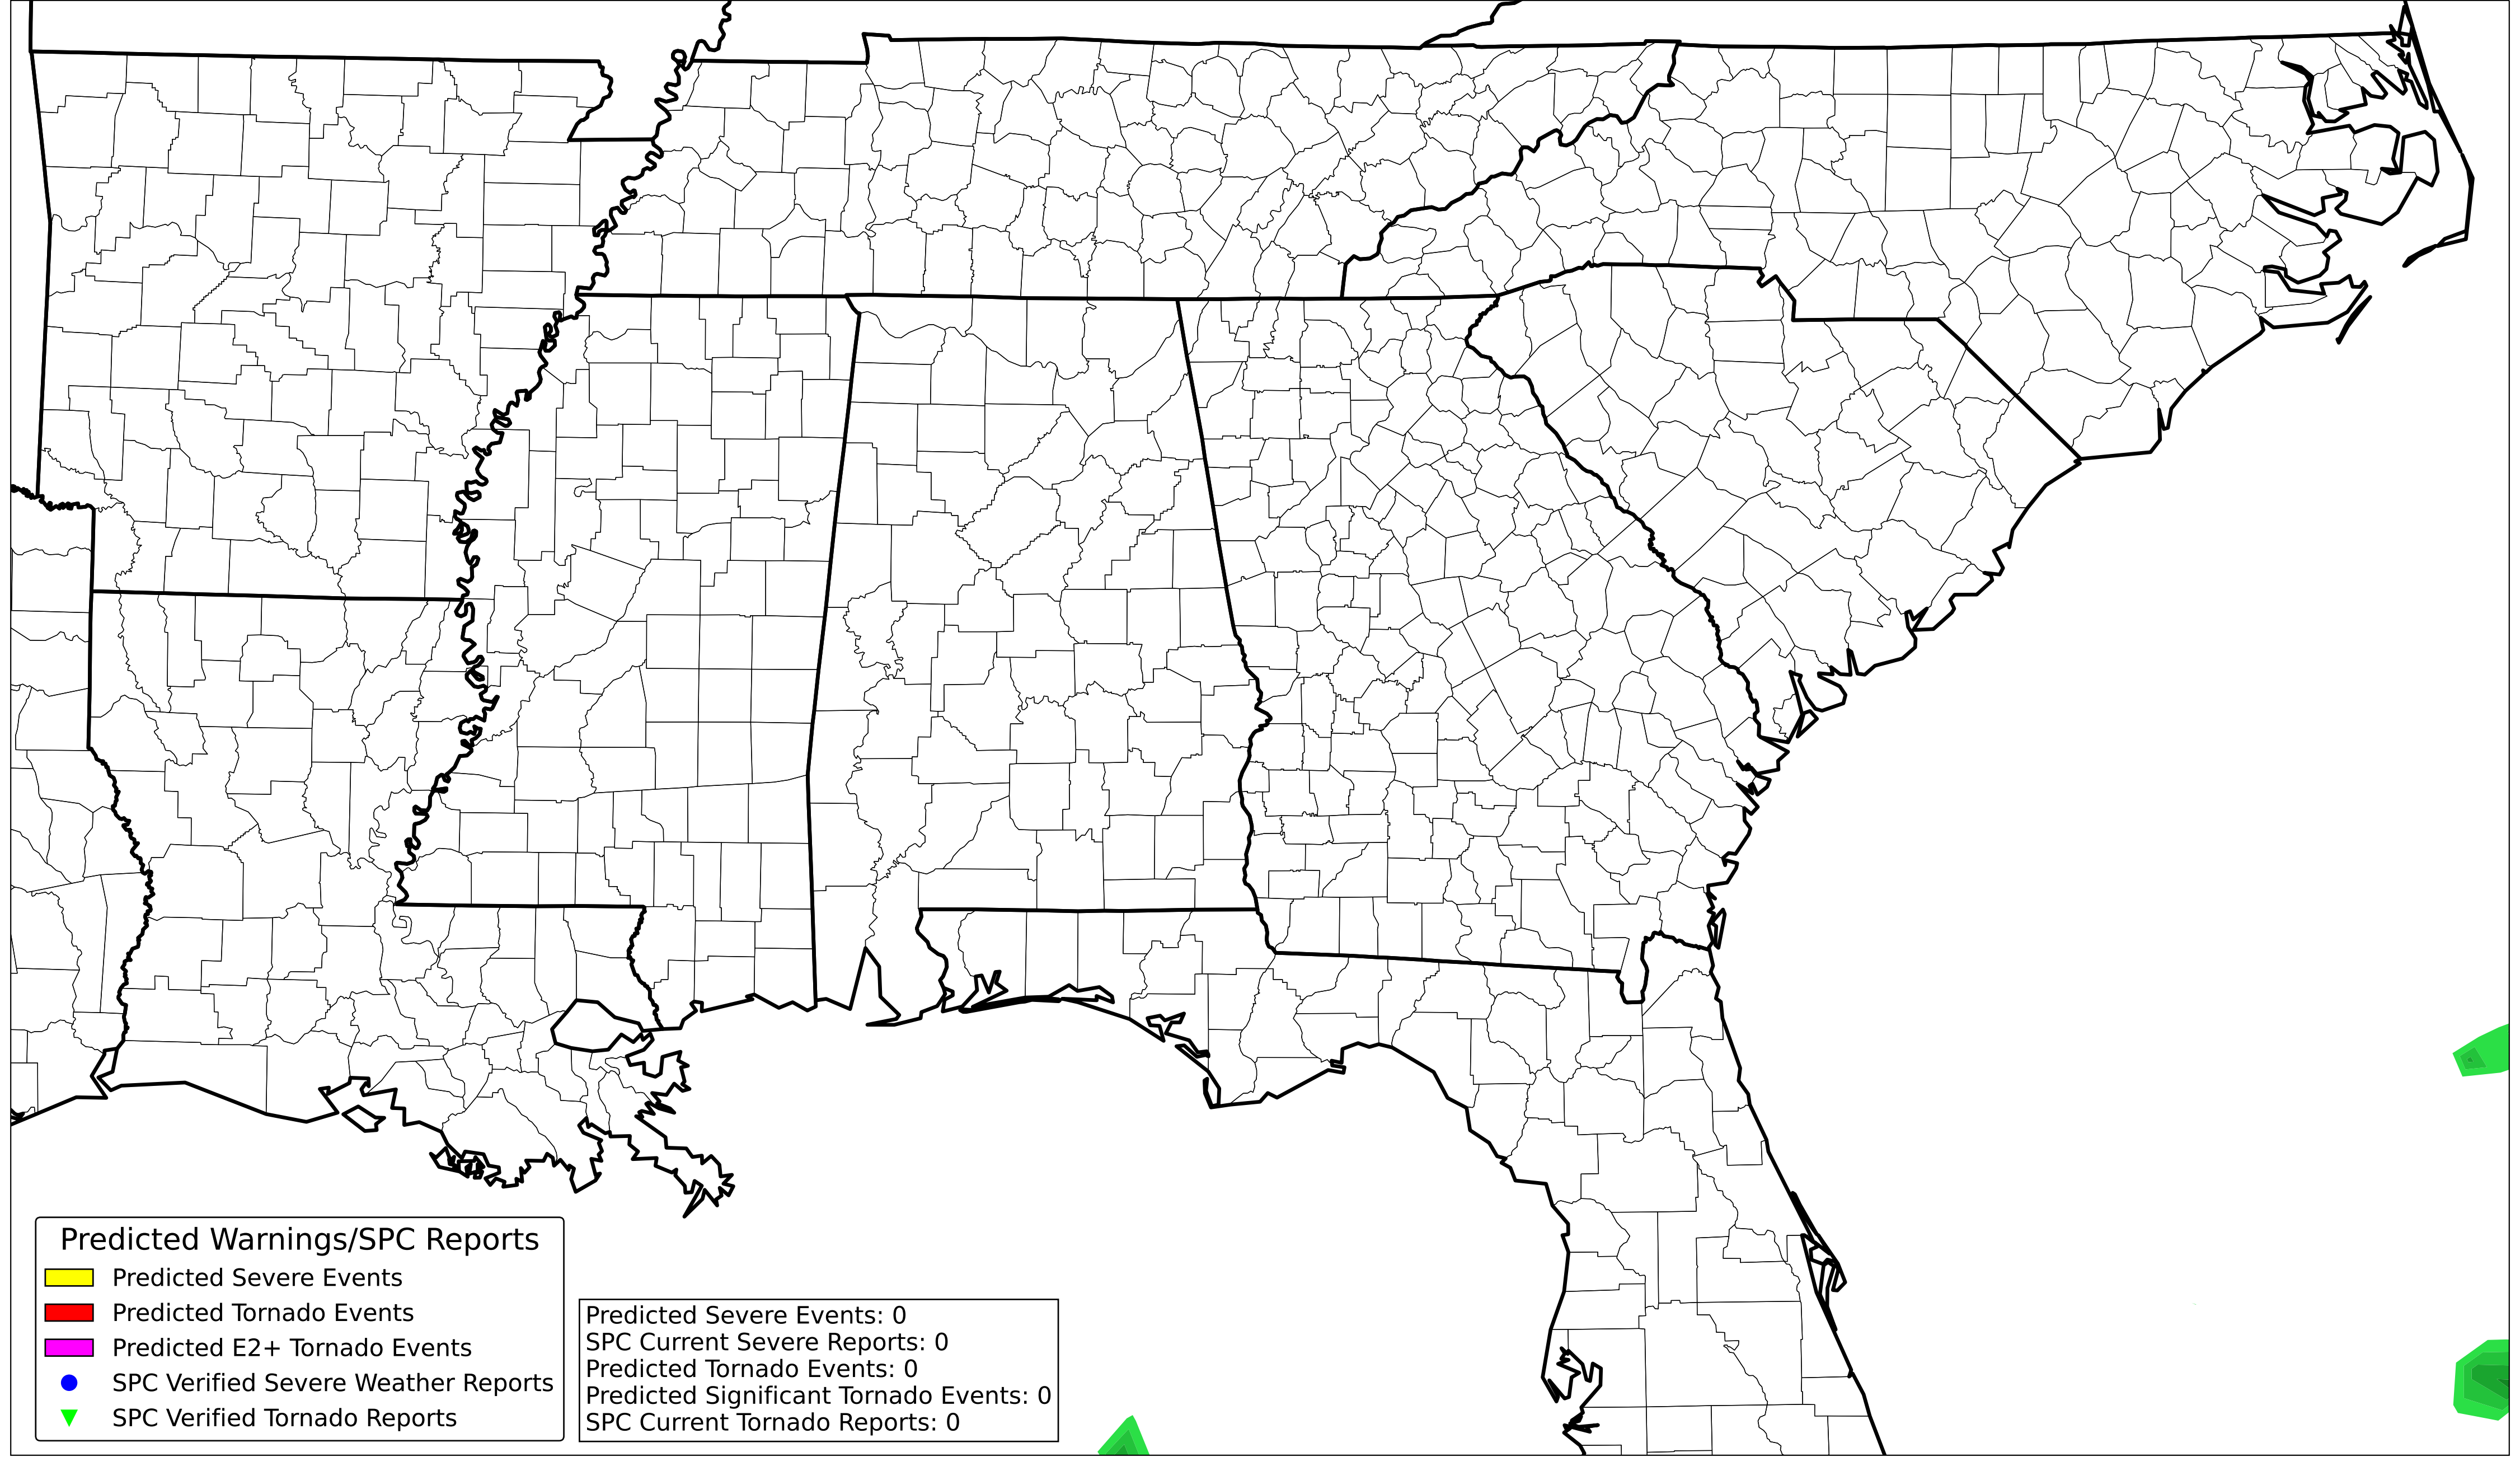 Predicted Warnings/SPC Reports
Predicted Severe Events
Predicted Tornado Events
Predicted E2+ Tornado Events
SPC Verified Severe Weather Reports
SPC Verified Tornado Reports
Predicted Severe Events: 0
SPC Current Severe Reports: 0
Predicted Tornado Events: 0
Predicted Significant Tornado Events: 0
SPC Current Tornado Reports: 0